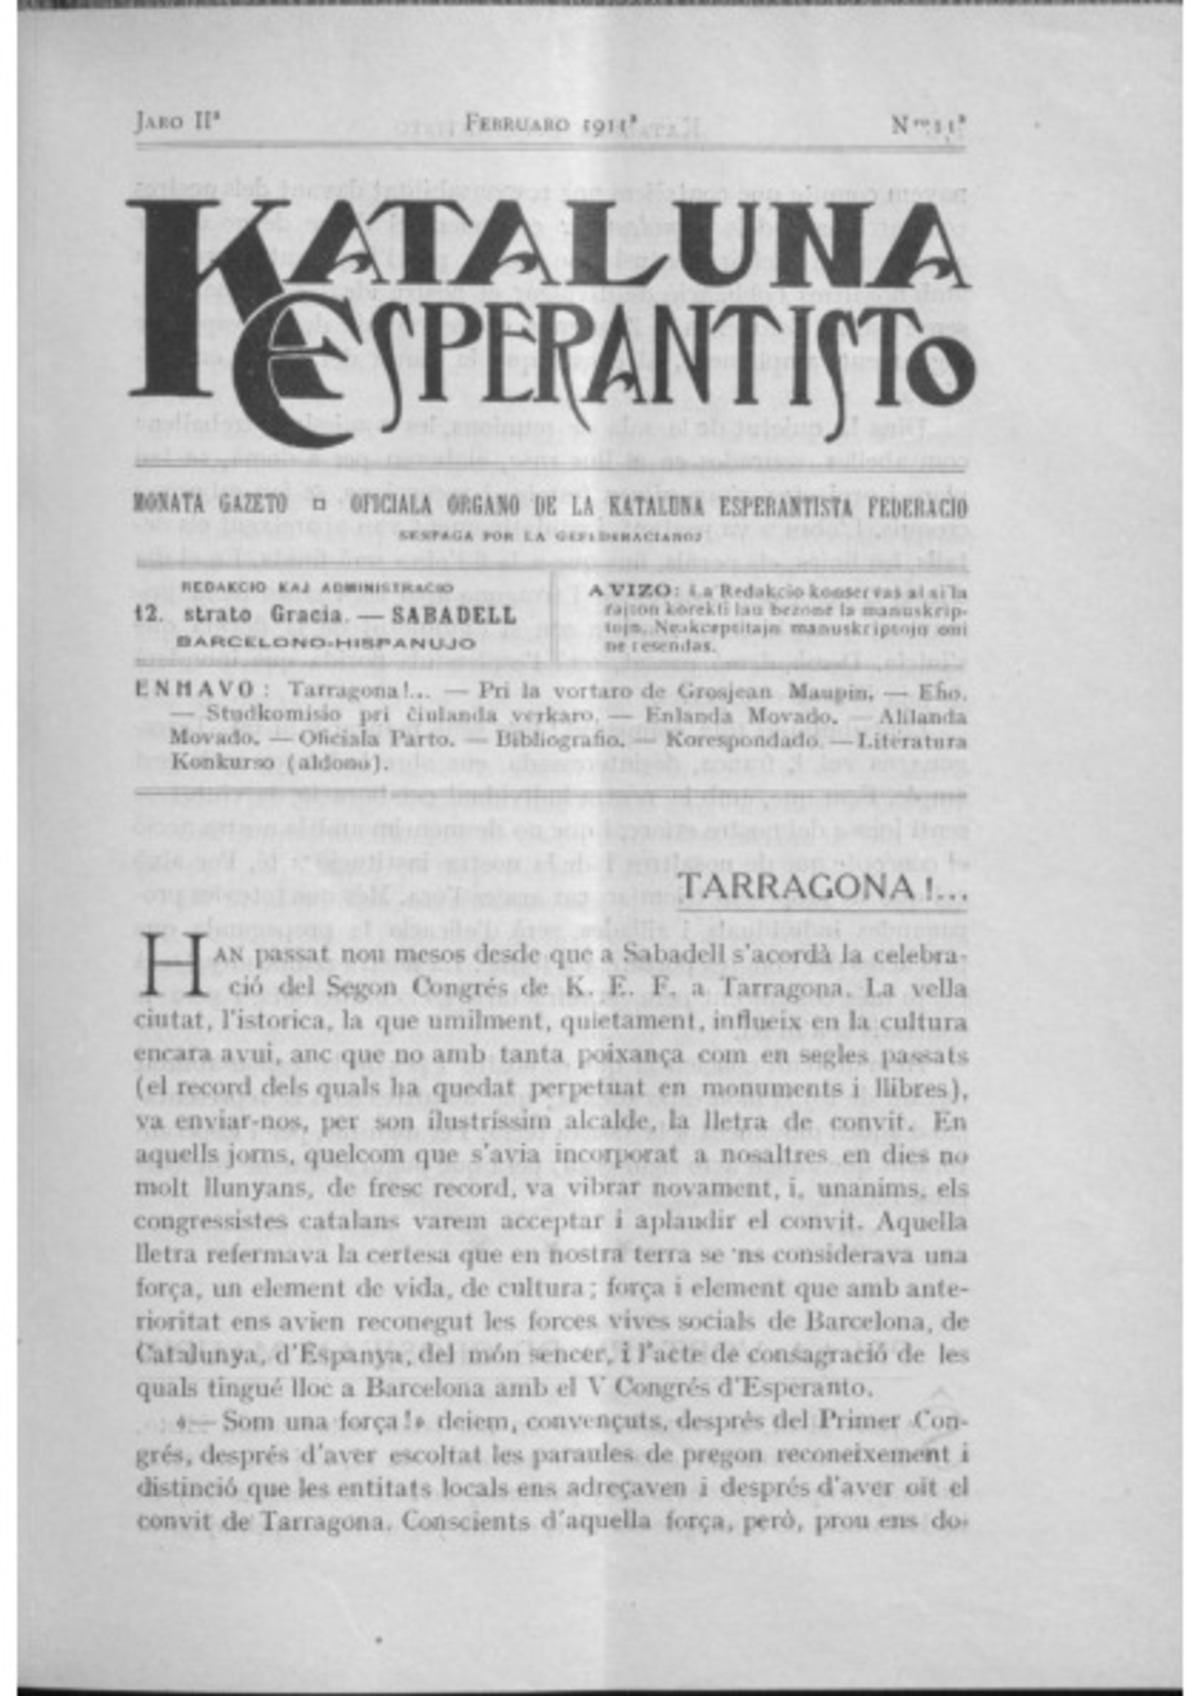 Jaro IIª Februaro 1911ª Nro. 11ª
KATALUNA
ESPERANTISTO
MONATA GAZETO ¤ OFICIALA ORGANO DE LA KATALUNA ESPERANTISTA FEDERACIO
SENPAGA POR LA GEFEDERACIANOJ
REDAKCIO KAJ ADMINISTRACIO
12. strato Gracia. — SABADELL
BARCELONO-HISPANUJO
AVIZO: La Redakcio konservas al si la
rajton korekti laŭ bezone la manuskrip-
tojn. Neakceptitajn manuskriptojn oni
ne resendas.
ENHAVO: Tarragona!... — Pri la vortaro de Grosjean Maupin. — Eĥo.
— Studkomisio pri ĉiulanda verkaro. — Enlanda Movado. — Alilanda
Movado. — Oficiala Parto. — Bibliografio. — Korespondado. — Literatura
Konkurso (aldono).
TARRAGONA!...
HAN passat nou mesos desde que a Sabadell s'acordà la celebra-
ció del Segon Congrés de K. E. F. a Tarragona. La vella
ciutat, l'istorica, la que umilment, quietament, influeix en la cultura
encara avui, anc que no amb tanta poixança com en segles passats
(el record dels quals ha quedat perpetuat en monuments i llibres),
va enviar-nos, per son ilustríssim alcalde, la lletra de convit. En
aquells jorns, quelcom que s'avia incorporat a nosaltres en dies no
molt llunyans, de fresc record, va vibrar novament, i, unanims, els
congressistes catalans varem acceptar i aplaudir el convit. Aquella
lletra refermava la certesa que en nostra terra se 'ns considerava una
força, un element de vida, de cultura; força i element que amb ante-
rioritat ens avien reconegut les forces vives socials de Barcelona, de
Catalunya, d'Espanya, del món sencer, i l'acte de consagració de les
quals tingué lloc a Barcelona amb el V Congrés d'Esperanto.
«— Som una força!» deiem, convençuts, després del Primer Con-
grés, després d'aver escoltat les paraules de pregon reconeixement i
distinció que les entitats locals ens adreçaven i després d'aver oït el
convit de Tarragona. Conscients d'aquella força, però, prou ens do-